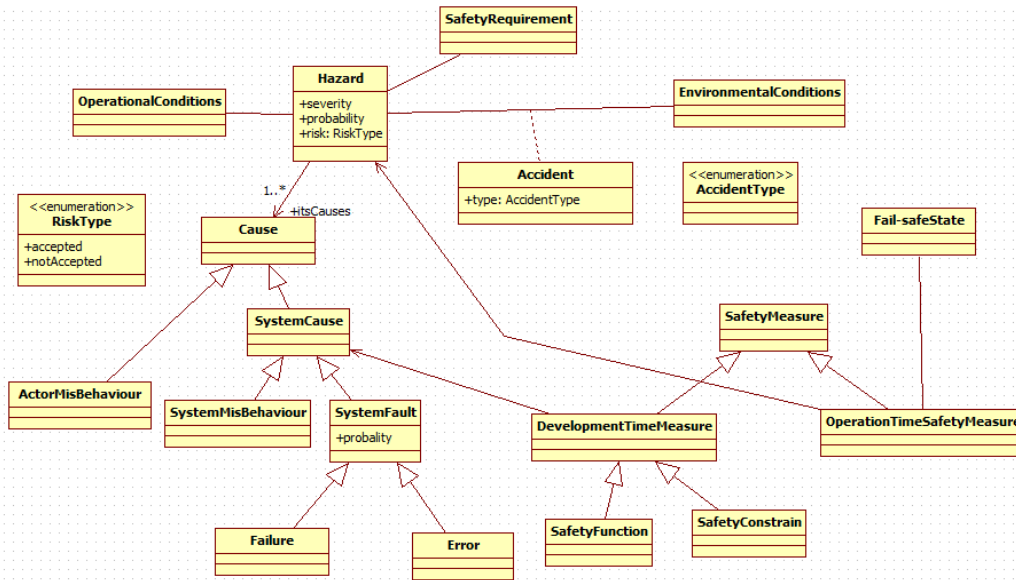 SafetyRequirement
Hazard
+severity
+probability
+risk: RiskType
OperationalConditions
EnvironmentalConditions
Accident
+type: AccidentType
<<enumeration>>
AccidentType
1..*
+itsCauses
<<enumeration>>
RiskType
+accepted
+notAccepted
Cause
Fail-safeState
SystemCause
SafetyMeasure
ActorMisBehaviour
SystemMisBehaviour
SystemFault
+probality
DevelopmentTimeMeasure
OperationTimeSafetyMeasure
Failure
Error
SafetyFunction
SafetyConstrain